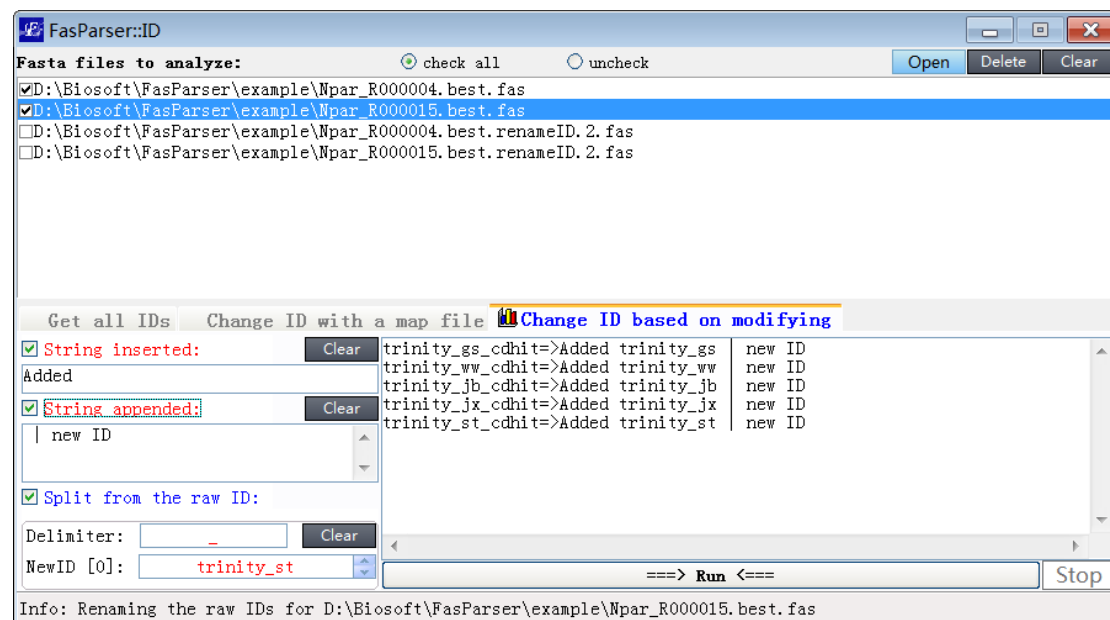 FasParser::ID
Fasta files to analyze: check all uncheck Open Delete Clear
D:\Biosoft\FasParser\example\Npar_R000004.best.fas
D:\Biosoft\FasParser\example\Npar_R000015.best.fas
D:\Biosoft\FasParser\example\Npar_R000004.best.renameID.2.fas
D:\Biosoft\FasParser\example\Npar_R000015.best.renameID.2.fas
Get all IDs Change ID with a map file Change ID based on modifying
String inserted: Clear
Added
String appended: Clear
| new ID
Split from the raw ID:
Delimiter: _ Clear
NewID [0]: trinity_st
trinity_gs_cdhit=>Added trinity_gs | new ID
trinity_ww_cdhit=>Added trinity_ww | new ID
trinity_jb_cdhit=>Added trinity_jb | new ID
trinity_jx_cdhit=>Added trinity_jx | new ID
trinity_st_cdhit=>Added trinity_st | new ID
===> Run <=== Stop
Info: Renaming the raw IDs for D:\Biosoft\FasParser\example\Npar_R000015.best.fas